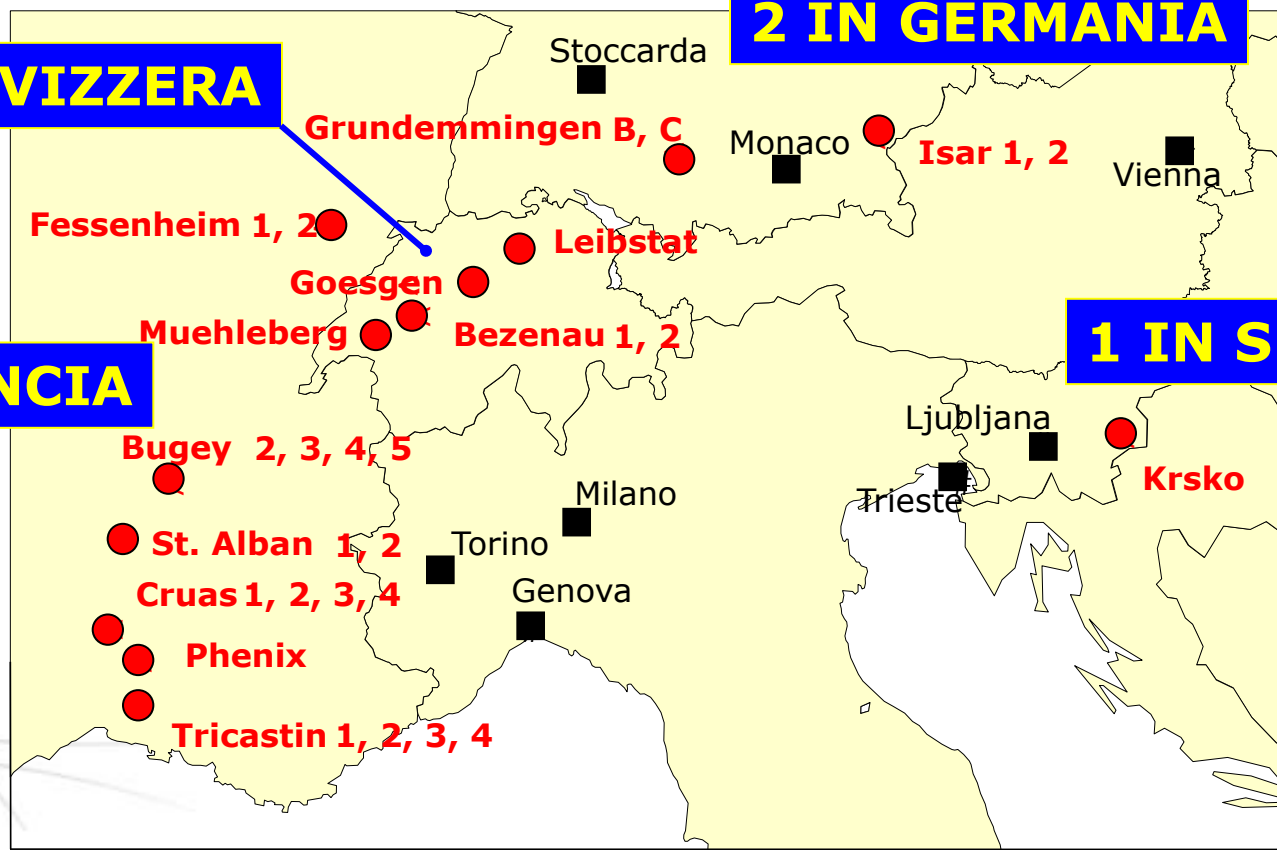 2 IN GERMANIA
Stoccarda
VIZZERA
Grundemmingen B, C
Monaco
Isar 1, 2
Vienna
Fessenheim 1, 2
Leibstat
Goesgen
Muehleberg
Bezenau 1, 2
1 IN S
NCIA
Ljubljana
Bugey 2, 3, 4, 5
Krsko
Trieste
Milano
St. Alban 1, 2
Torino
Cruas 1, 2, 3, 4
Genova
Phenix
Tricastin 1, 2, 3, 4